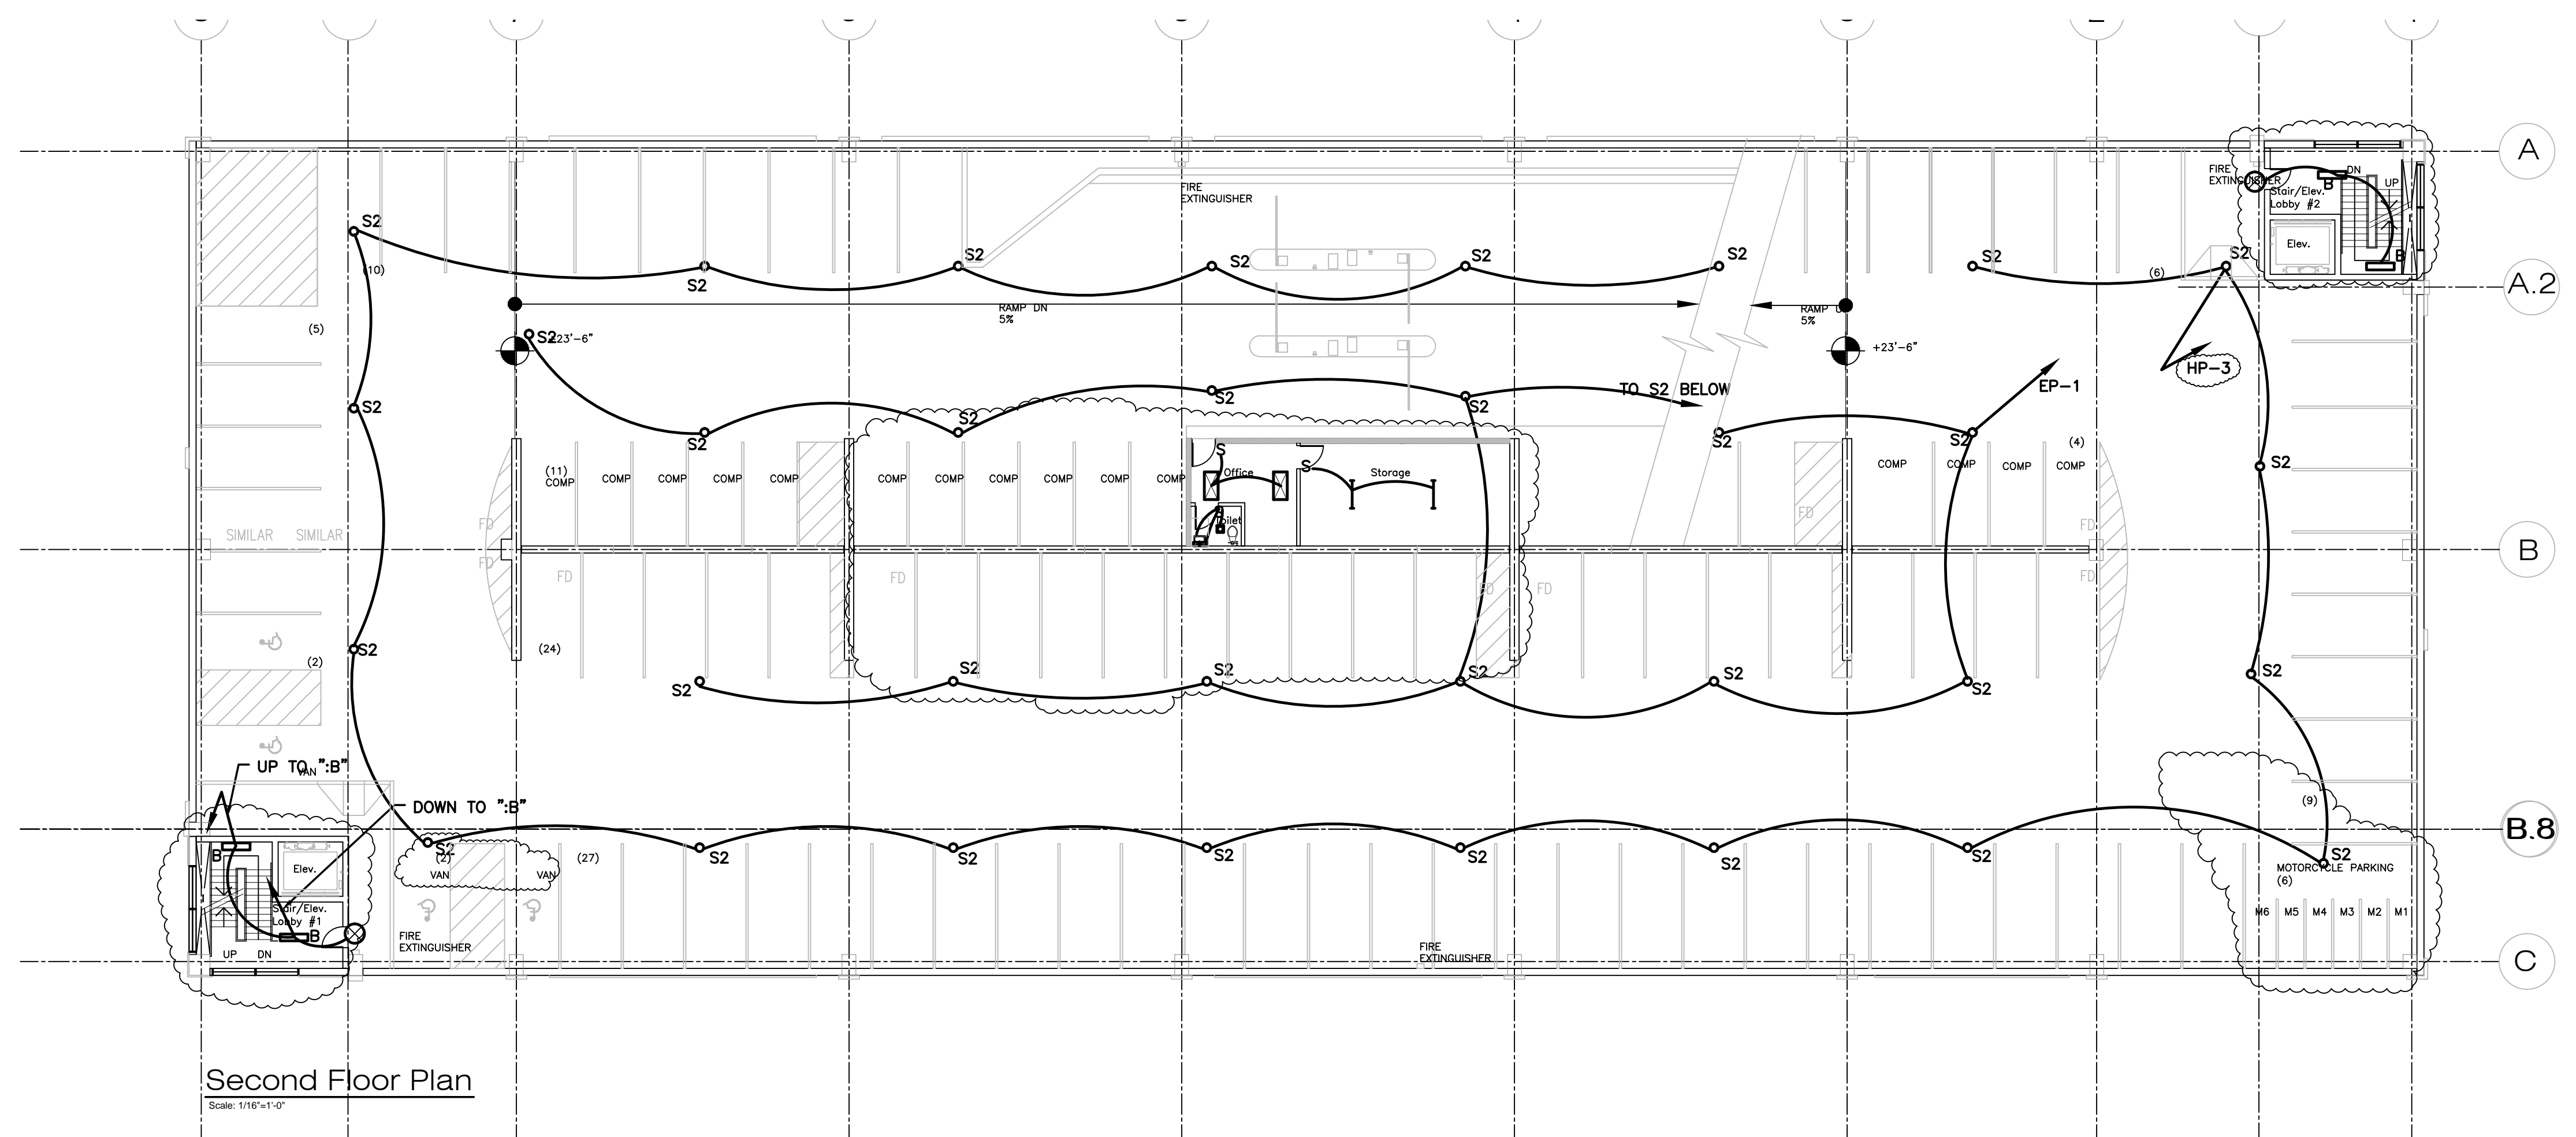 A
FIRE
EXTINGUISHER
DN
UP
B
Stair/Elev.
Lobby #2
Elev.
B
FIRE
EXTINGUISHER
S2
S2
S2
S2
S2
S2
S2
S2
S2
(10)
(6)
A.2
RAMP DN
5%
RAMP U
5%
(5)
S2
+23'-6"
+23'-6"
HP-3
EP-1
TO S2 BELOW
S2
S2
S2
S2
S2
S2
S2
S2
(4)
S2
(11)
COMP
COMP
COMP
COMP
COMP
COMP
COMP
COMP
COMP
COMP
COMP
S
Office
S
Storage
COMP
COMP
COMP
COMP
Toilet
FD
FD
FD
SIMILAR
SIMILAR
B
FD
FD
FD
FD
FD
FD
(24)
S2
(2)
S2
S2
S2
S2
S2
S2
S2
UP TO ":B"
VAN
DOWN TO ":B"
(9)
B.8
S2
S2
S2
S2
S2
S2
S2
S2
(2)
(27)
VAN
VAN
B
Elev.
Stair/Elev.
Lobby #1
B
UP
DN
FIRE
EXTINGUISHER
FIRE
EXTINGUISHER
MOTORCYCLE PARKING
(6)
M6
M5
M4
M3
M2
M1
C
Second Floor Plan
Scale: 1/16"=1'-0"